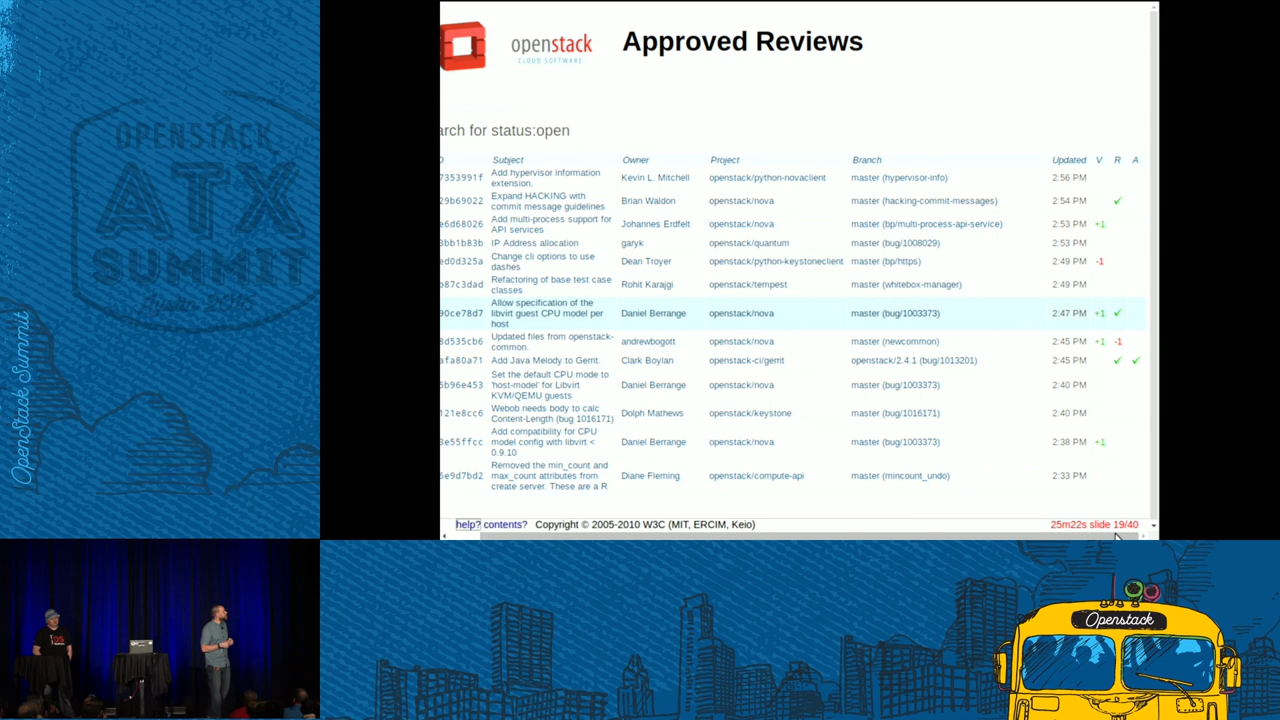 openstack
CLOUD SOFTWARE
Approved Reviews
arch for status:open
Subject Owner Project Branch Updated V R A
7353991f Add hypervisor information extension. Kevin L. Mitchell openstack/python-novaclient master (hypervisor-info) 2:56 PM
29b69022 Expand HACKING with commit message guidelines Brian Waldon openstack/nova master (hacking-commit-messages) 2:54 PM ✓
e6d68026 Add multi-process support for API services Johannes Erdfelt openstack/nova master (bp/multi-process-api-service) 2:53 PM +1
3bb1b83b IP Address allocation garyk openstack/quantum master (bug/1008029) 2:53 PM
ed0d325a Change cli options to use dashes Dean Troyer openstack/python-keystoneclient master (bp/https) 2:49 PM -1
b87c3dad Refactoring of base test case classes Rohit Karajgi openstack/tempest master (whitebox-manager) 2:49 PM
90ce78d7 Allow specification of the libvirt guest CPU model per host Daniel Berrange openstack/nova master (bug/1003373) 2:47 PM +1 ✓
8d535cb6 Updated files from openstack-common. andrewbogott openstack/nova master (newcommon) 2:45 PM +1 -1
afa80a71 Add Java Melody to Gerrit. Clark Boylan openstack-ci/gerrit openstack/2.4.1 (bug/1013201) 2:45 PM ✓ ✓
5b96e453 Set the default CPU mode to 'host-model' for Libvirt KVM/QEMU guests Daniel Berrange openstack/nova master (bug/1003373) 2:40 PM
121e8cc6 Webob needs body to calc Content-Length (bug 1016171) Dolph Mathews openstack/keystone master (bug/1016171) 2:40 PM
3e55ffcc Add compatibility for CPU model config with libvirt < 0.9.10 Daniel Berrange openstack/nova master (bug/1003373) 2:38 PM +1
6e9d7bd2 Removed the min_count and max_count attributes from create server. These are a R Diane Fleming openstack/compute-api master (mincount_undo) 2:33 PM
help? contents? Copyright © 2005-2010 W3C (MIT, ERCIM, Keio) 25m22s slide 19/40
OpenStack Summit
OPENSTACK
Openstack